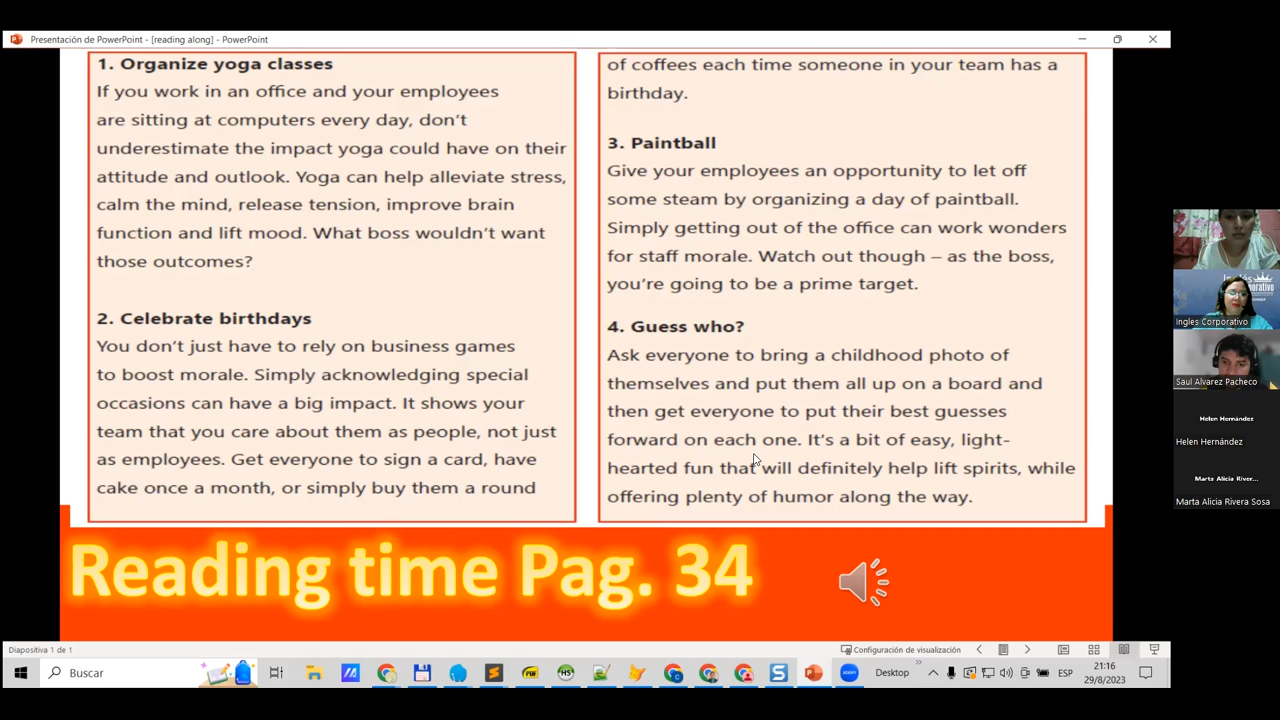 Presentación de PowerPoint - [reading along] - PowerPoint
1. Organize yoga classes
If you work in an office and your employees
are sitting at computers every day, don't
underestimate the impact yoga could have on their
attitude and outlook. Yoga can help alleviate stress,
calm the mind, release tension, improve brain
function and lift mood. What boss wouldn't want
those outcomes?
2. Celebrate birthdays
You don't just have to rely on business games
to boost morale. Simply acknowledging special
occasions can have a big impact. It shows your
team that you care about them as people, not just
as employees. Get everyone to sign a card, have
cake once a month, or simply buy them a round
of coffees each time someone in your team has a
birthday.
3. Paintball
Give your employees an opportunity to let off
some steam by organizing a day of paintball.
Simply getting out of the office can work wonders
for staff morale. Watch out though – as the boss,
you're going to be a prime target.
4. Guess who?
Ask everyone to bring a childhood photo of
themselves and put them all up on a board and
then get everyone to put their best guesses
forward on each one. It's a bit of easy, light-
hearted fun that will definitely help lift spirits, while
offering plenty of humor along the way.
Reading time Pag. 34
Ingles Corporativo
Saul Alvarez Pacheco
Helen Hernández
Helen Hernández
Marta Alicia River...
Marta Alicia Rivera Sosa
Diapositiva 1 de 1
Configuración de visualización
Buscar
Desktop
ESP
21:16
29/8/2023